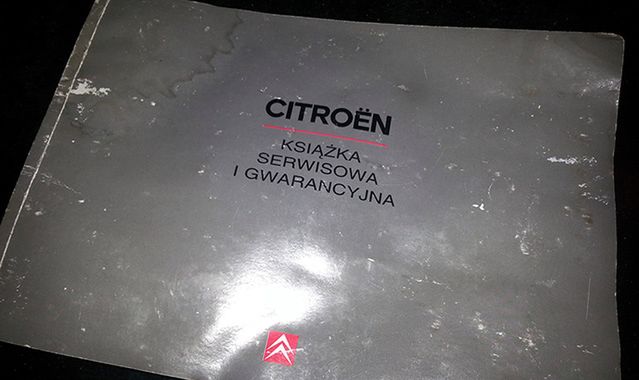 CITROËN
KSIĄŻKA
SERWISOWA
I GWARANCYJNA